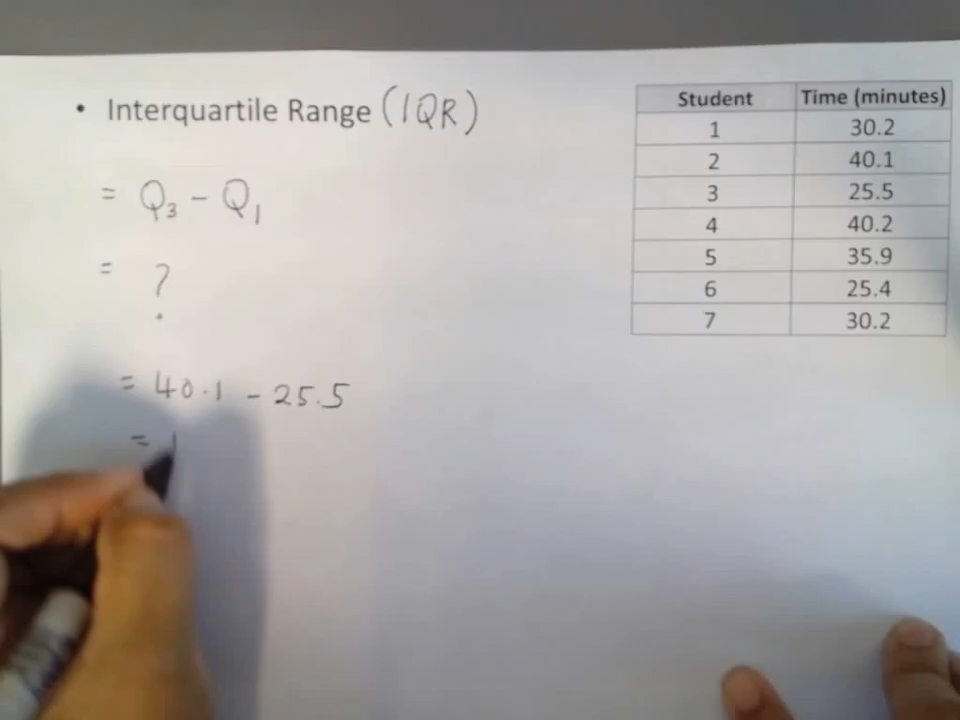 • Interquartile Range (IQR)
= Q₃ - Q₁
= ?
= 40.1 - 25.5
= 1
Student Time (minutes)
1 30.2
2 40.1
3 25.5
4 40.2
5 35.9
6 25.4
7 30.2